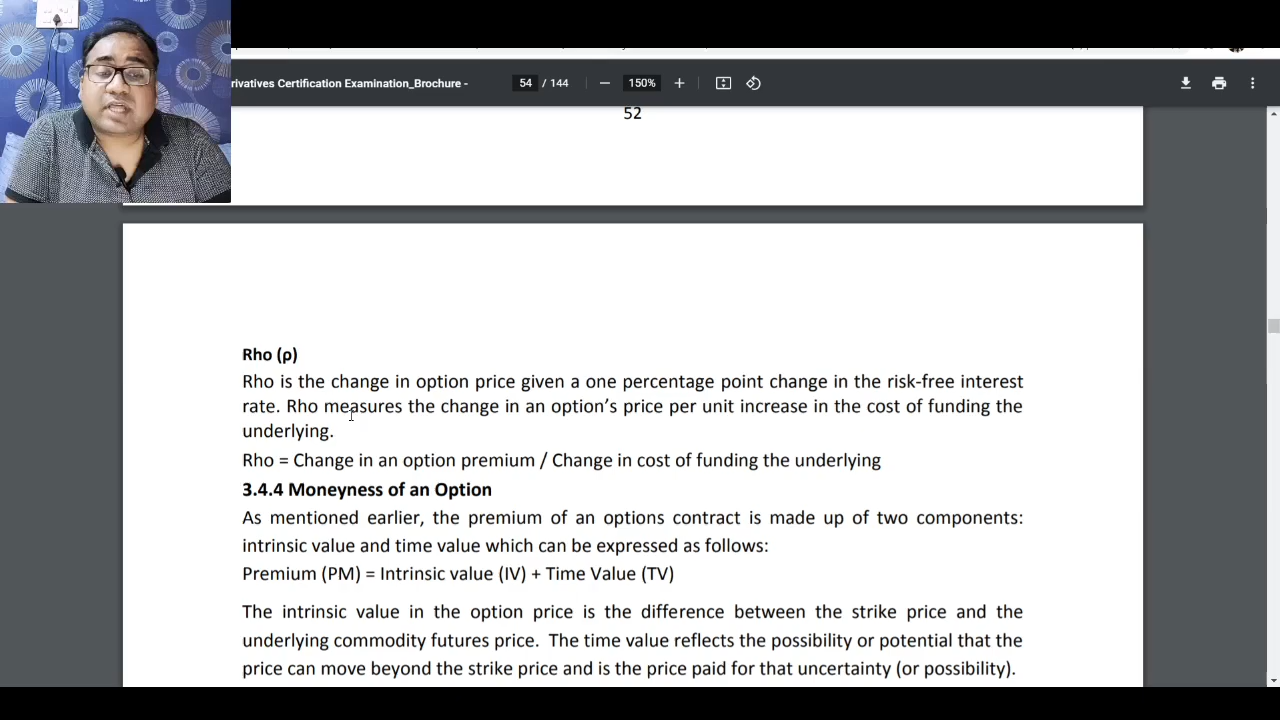 rivatives Certification Examination_Brochure -
54 / 144
150%
52
Rho (ρ)
Rho is the change in option price given a one percentage point change in the risk-free interest
rate. Rho measures the change in an option’s price per unit increase in the cost of funding the
underlying.
Rho = Change in an option premium / Change in cost of funding the underlying
3.4.4 Moneyness of an Option
As mentioned earlier, the premium of an options contract is made up of two components:
intrinsic value and time value which can be expressed as follows:
Premium (PM) = Intrinsic value (IV) + Time Value (TV)
The intrinsic value in the option price is the difference between the strike price and the
underlying commodity futures price. The time value reflects the possibility or potential that the
price can move beyond the strike price and is the price paid for that uncertainty (or possibility).